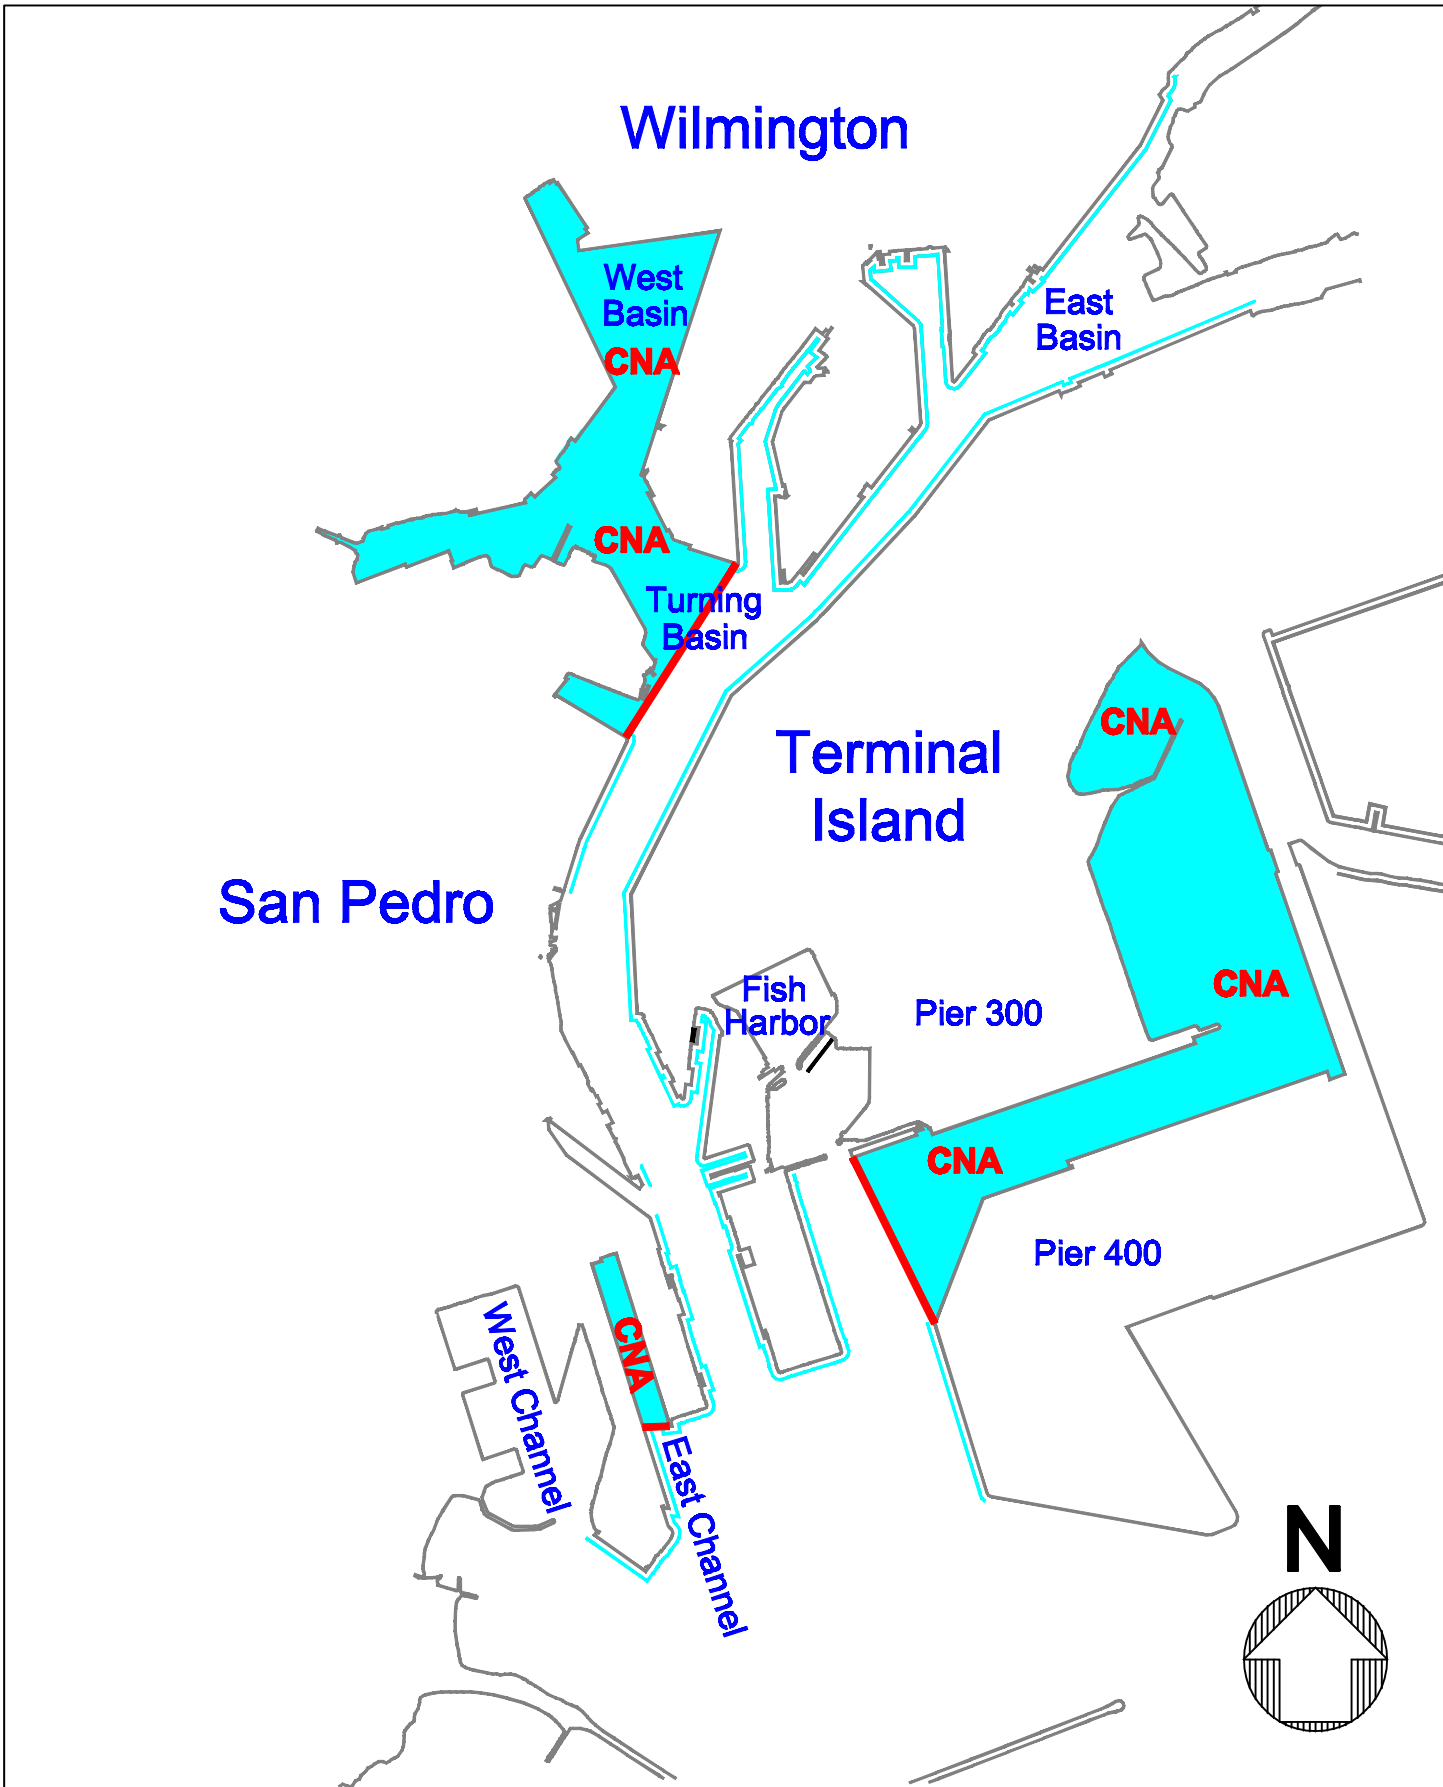 Wilmington
West
Basin
CNA
East
Basin
CNA
Turning
Basin
CNA
Terminal
Island
San Pedro
CNA
Fish
Harbor
Pier 300
CNA
Pier 400
CNA
West Channel
East Channel
N